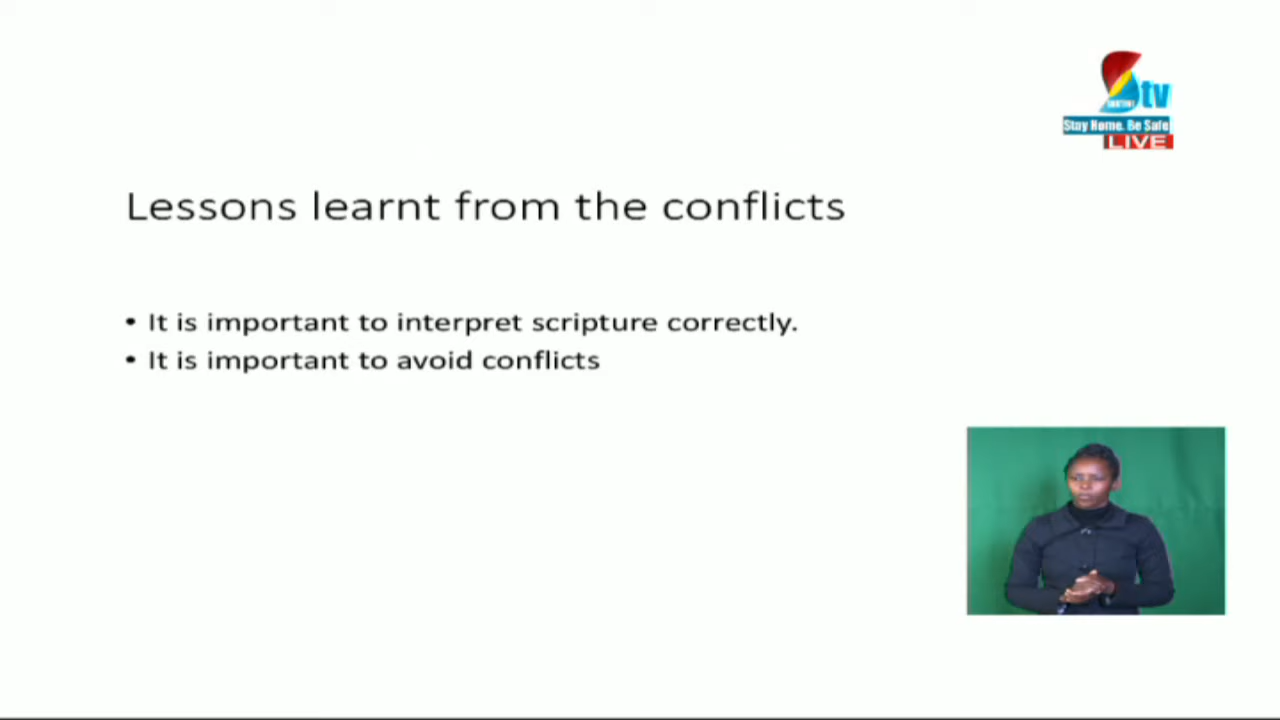 tv
Stay Home. Be Safe
LIVE
Lessons learnt from the conflicts
• It is important to interpret scripture correctly.
• It is important to avoid conflicts